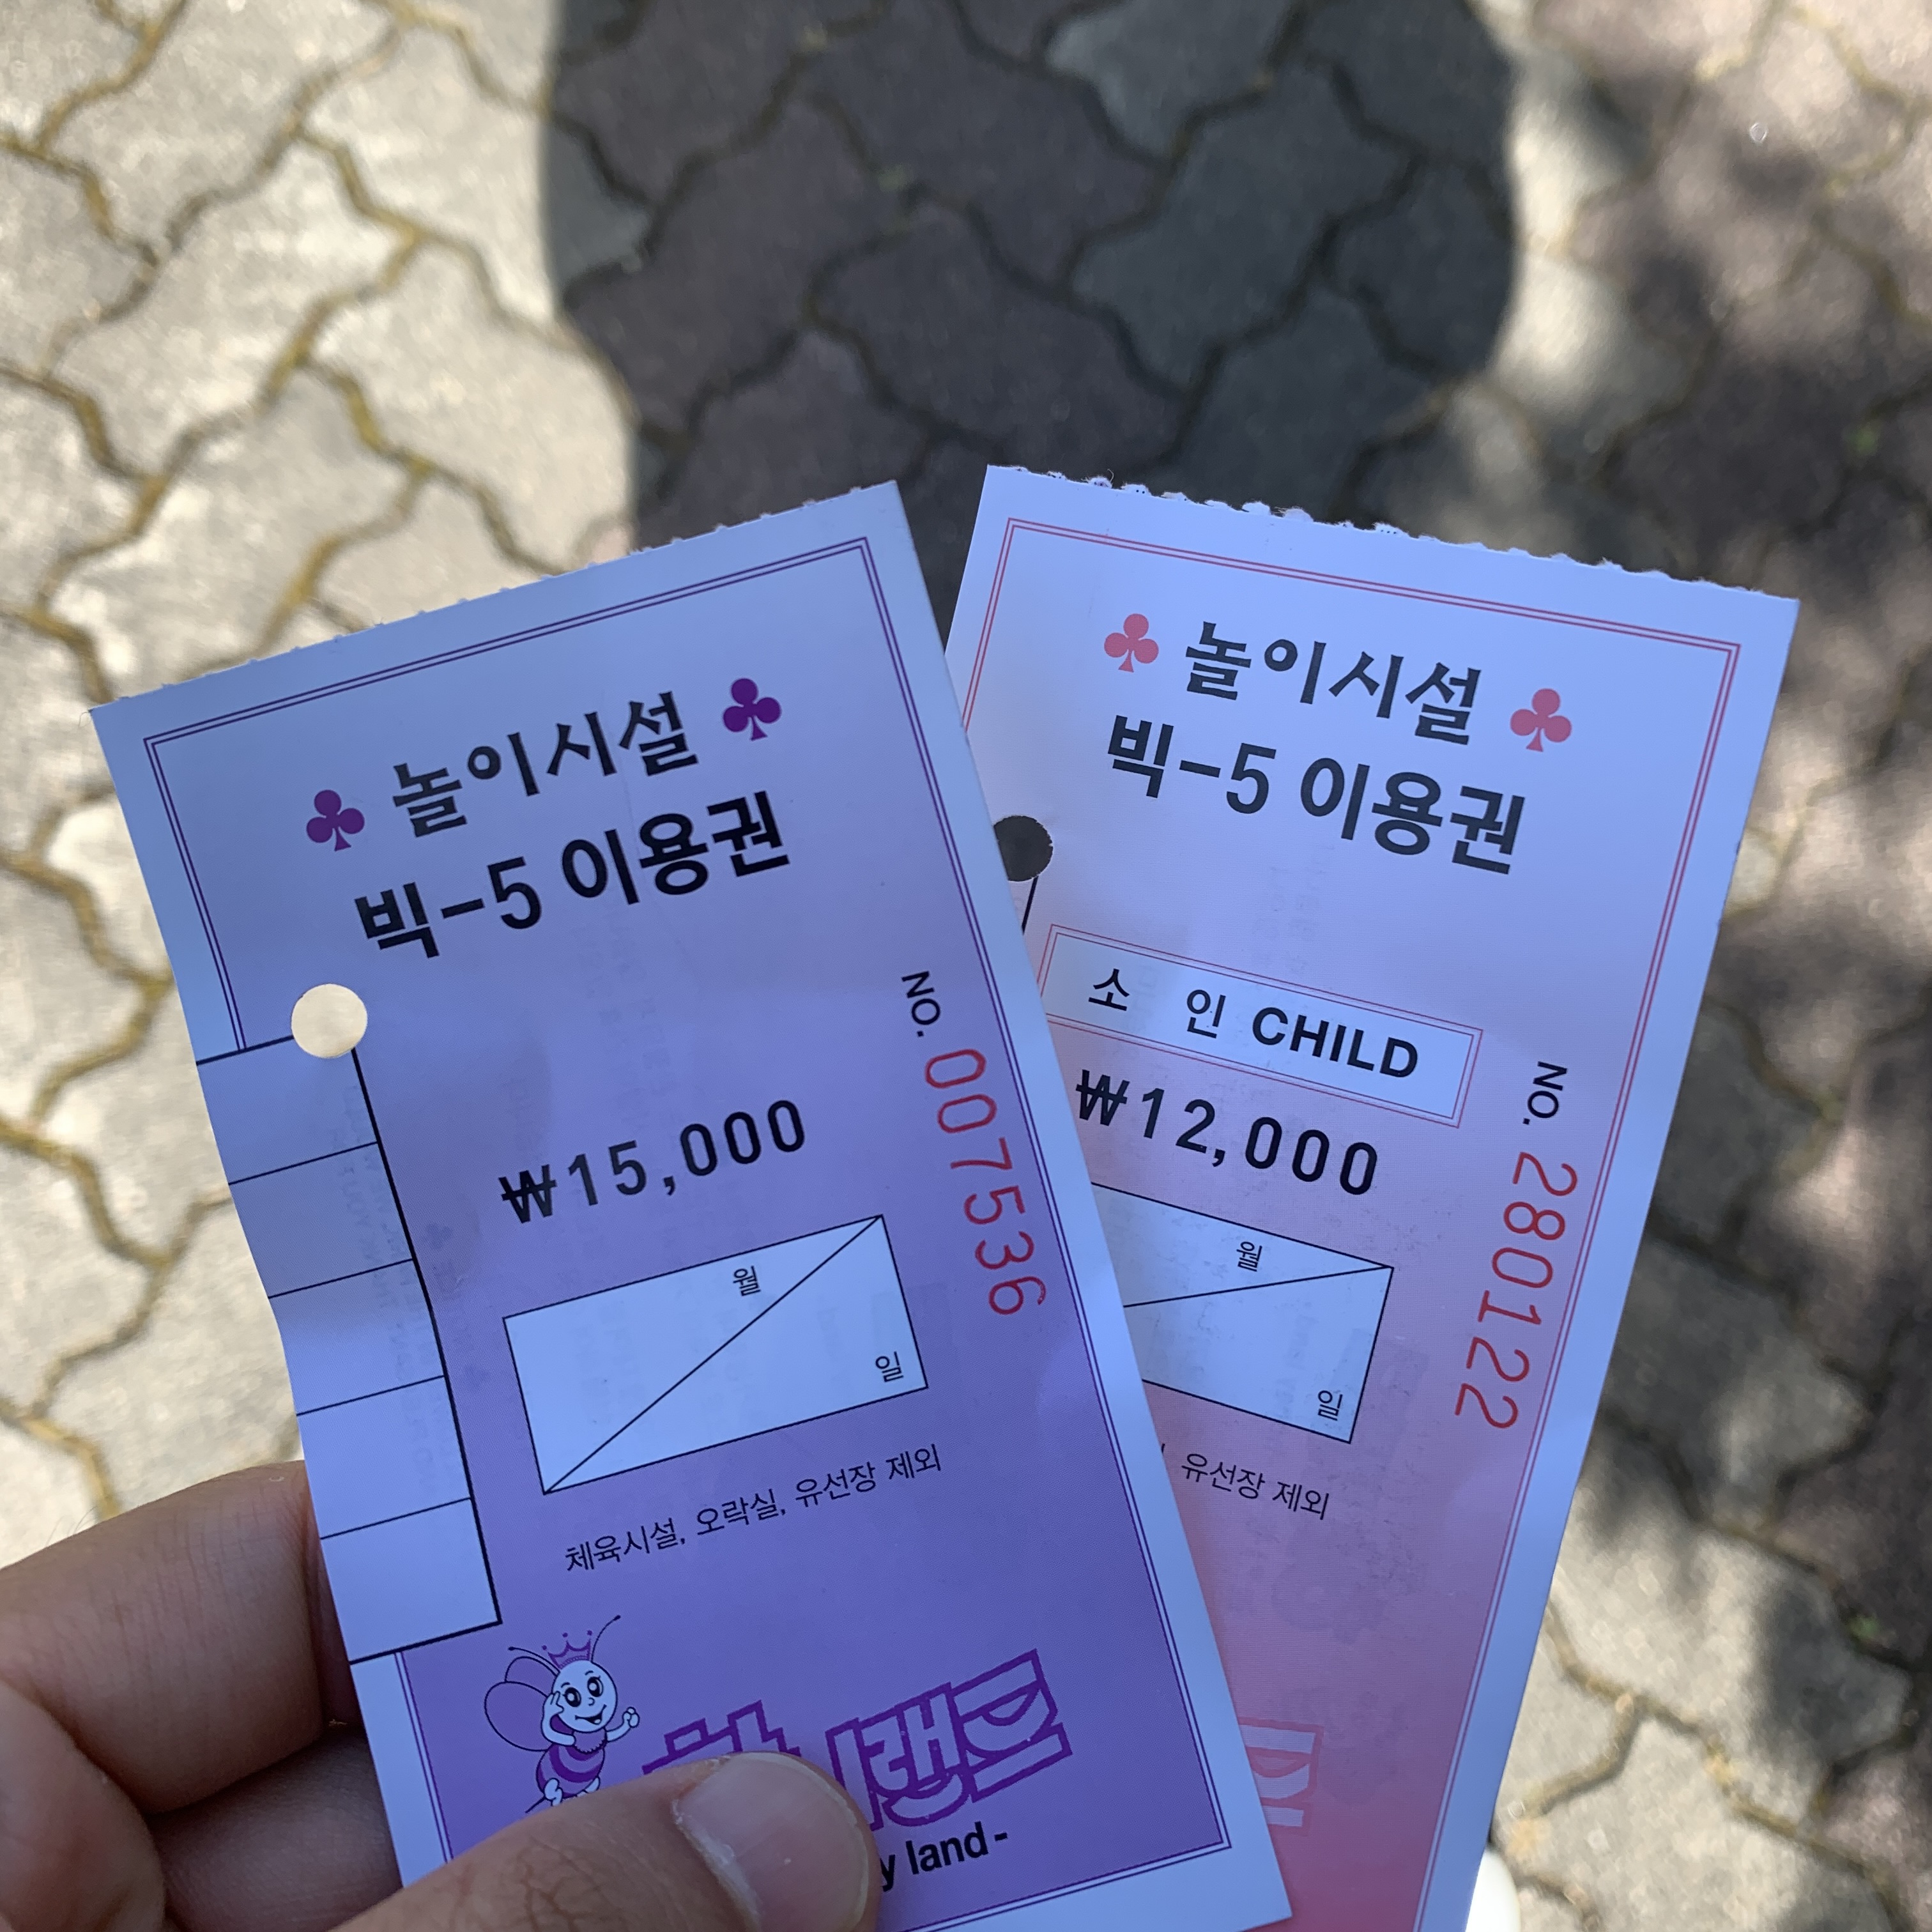 놀이시설
빅-5 이용권
NO. 007536
₩15,000
월
일
체육시설, 오락실, 유선장 제외
land-
놀이시설
빅-5 이용권
소 인 CHILD
NO. 280122
₩12,000
월
일
유선장 제외